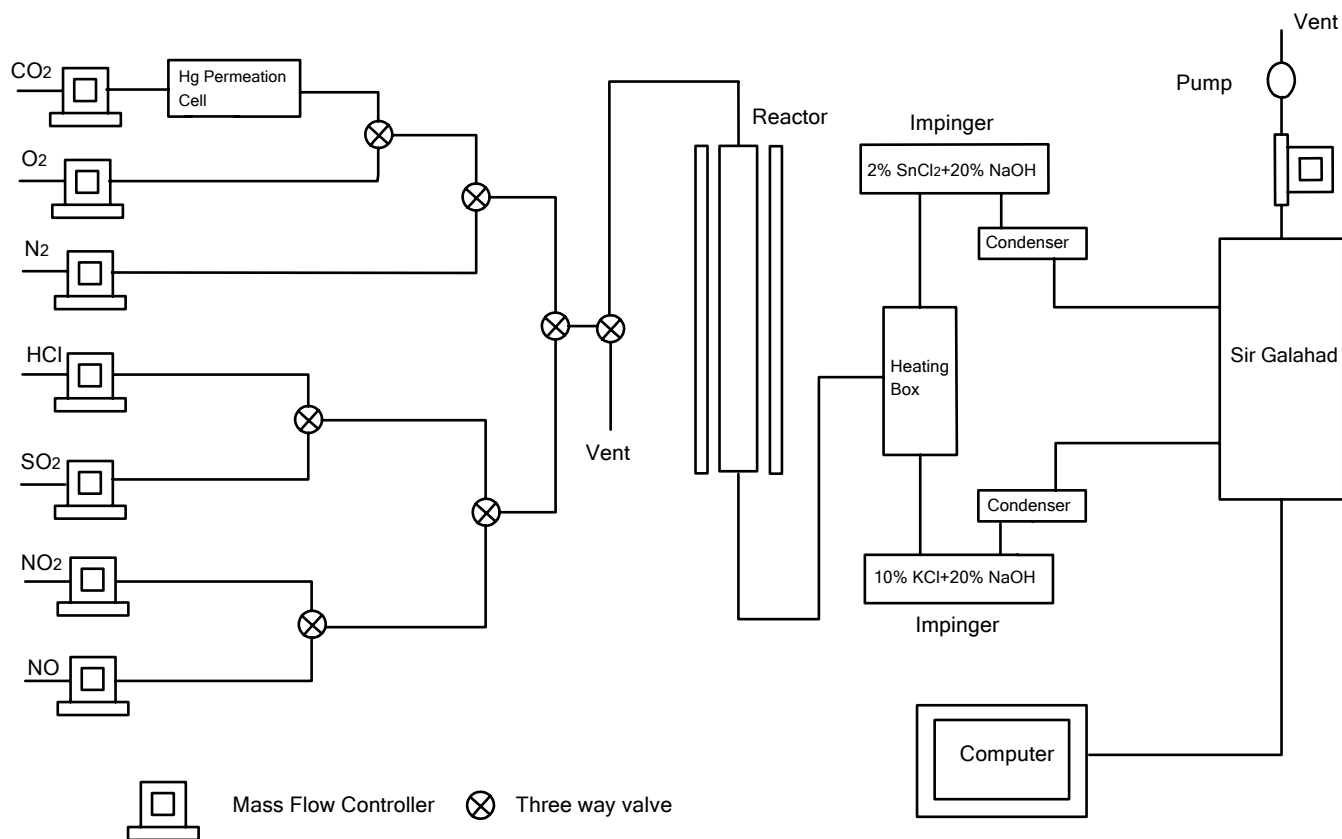 CO2
Hg Permeation
Cell
O2
N2
HCl
SO2
NO2
NO
Vent
Reactor
Impinger
2% SnCl2+20% NaOH
Condenser
Heating
Box
Condenser
10% KCl+20% NaOH
Impinger
Vent
Pump
Sir Galahad
Computer
Mass Flow Controller
Three way valve